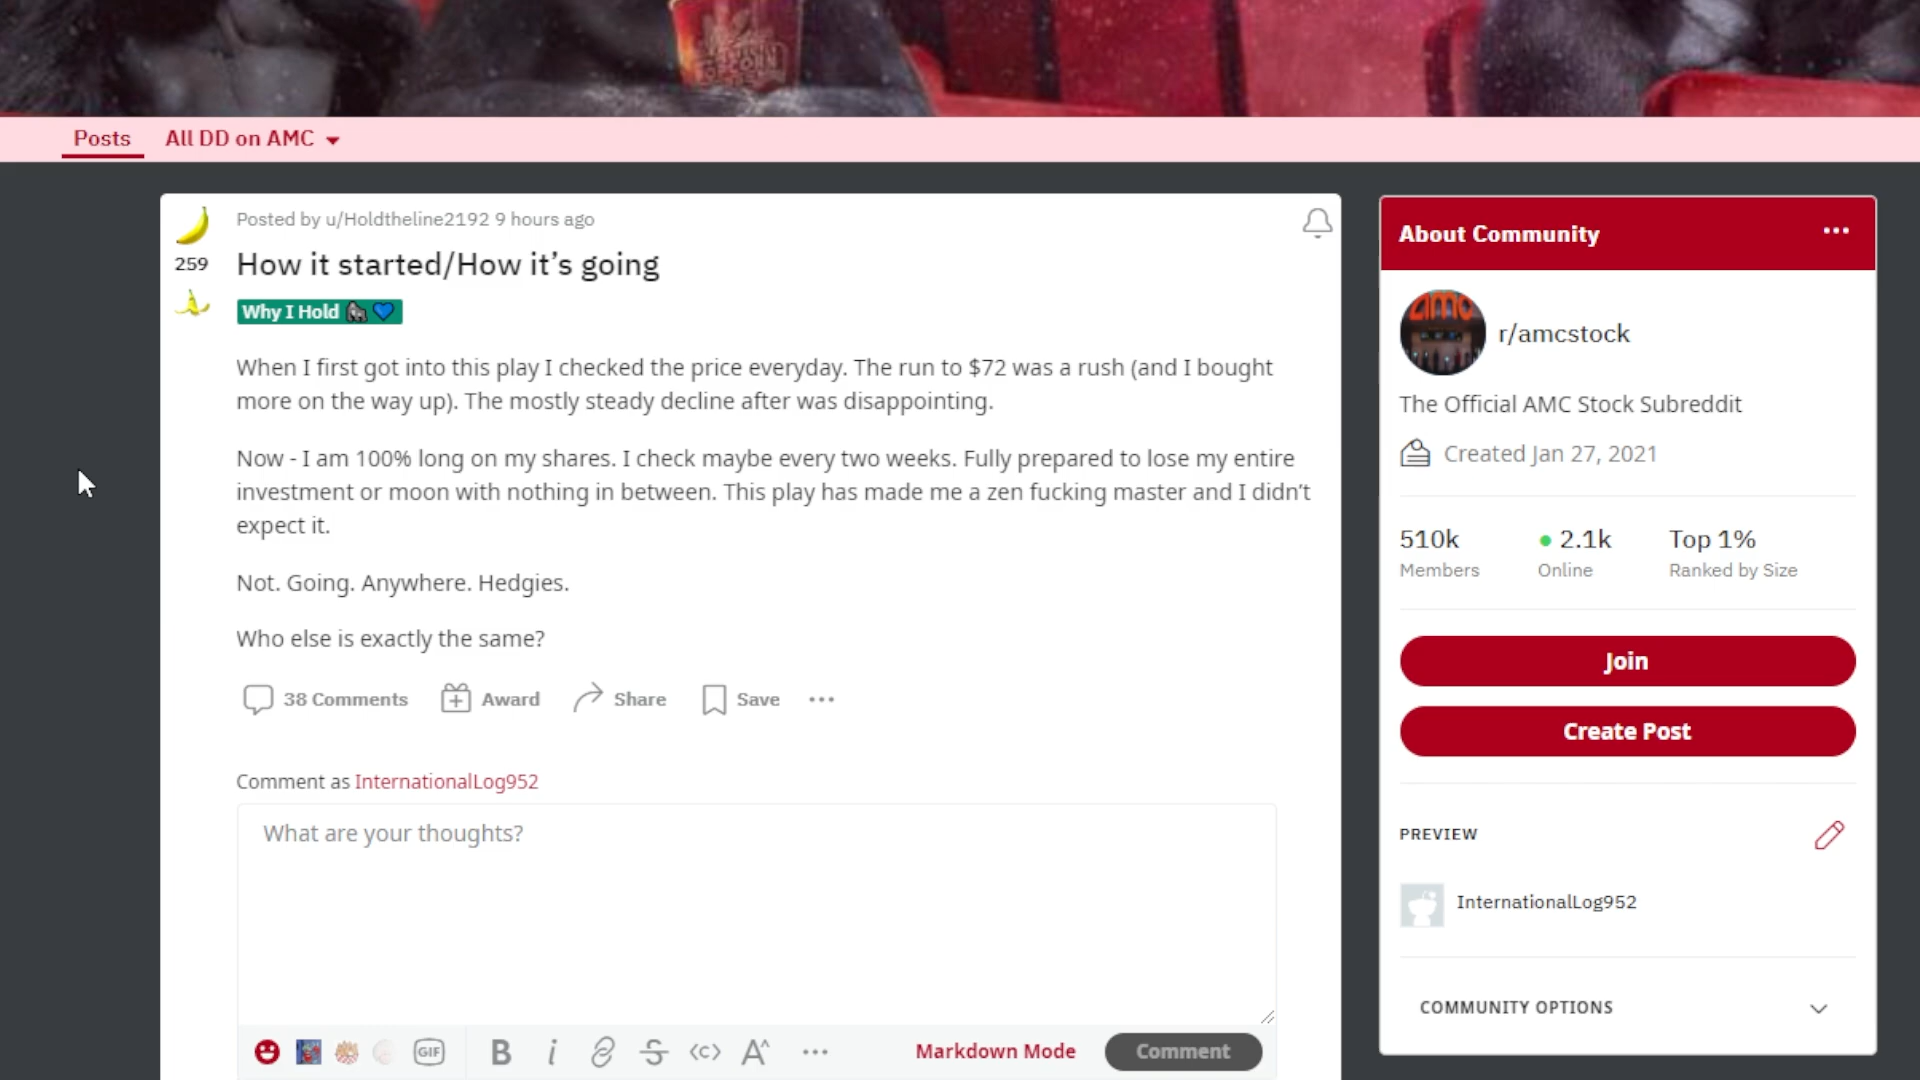 Posts
All DD on AMC
Posted by u/Holdtheline2192 9 hours ago
259
How it started/How it’s going
Why I Hold 🦍💙
When I first got into this play I checked the price everyday. The run to $72 was a rush (and I bought
more on the way up). The mostly steady decline after was disappointing.
Now - I am 100% long on my shares. I check maybe every two weeks. Fully prepared to lose my entire
investment or moon with nothing in between. This play has made me a zen fucking master and I didn’t
expect it.
Not. Going. Anywhere. Hedgies.
Who else is exactly the same?
38 Comments
Award
Share
Save
Comment as InternationalLog952
What are your thoughts?
GIF
B
i
S
<c>
A^
Markdown Mode
Comment
About Community
amc
r/amcstock
The Official AMC Stock Subreddit
Created Jan 27, 2021
510k
Members
2.1k
Online
Top 1%
Ranked by Size
Join
Create Post
PREVIEW
InternationalLog952
COMMUNITY OPTIONS